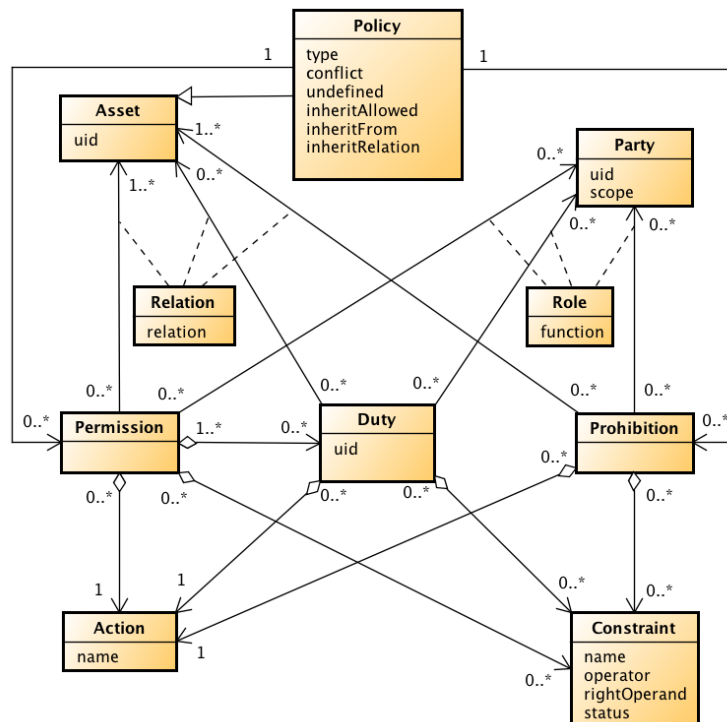 Policy
1
1
type
conflict
undefined
inheritAllowed
inheritFrom
inheritRelation
Asset
uid
1..*
1..*
0..*
Party
uid
scope
0..*
0..*
0..*
Relation
relation
Role
function
0..*
0..*
0..*
0..*
0..*
0..*
0..*
0..*
Permission
1..*
0..*
Duty
uid
Prohibition
0..*
0..*
0..*
0..*
0..*
0..*
1
1
0..*
0..*
Action
name
1
Constraint
name
operator
rightOperand
status
0..*